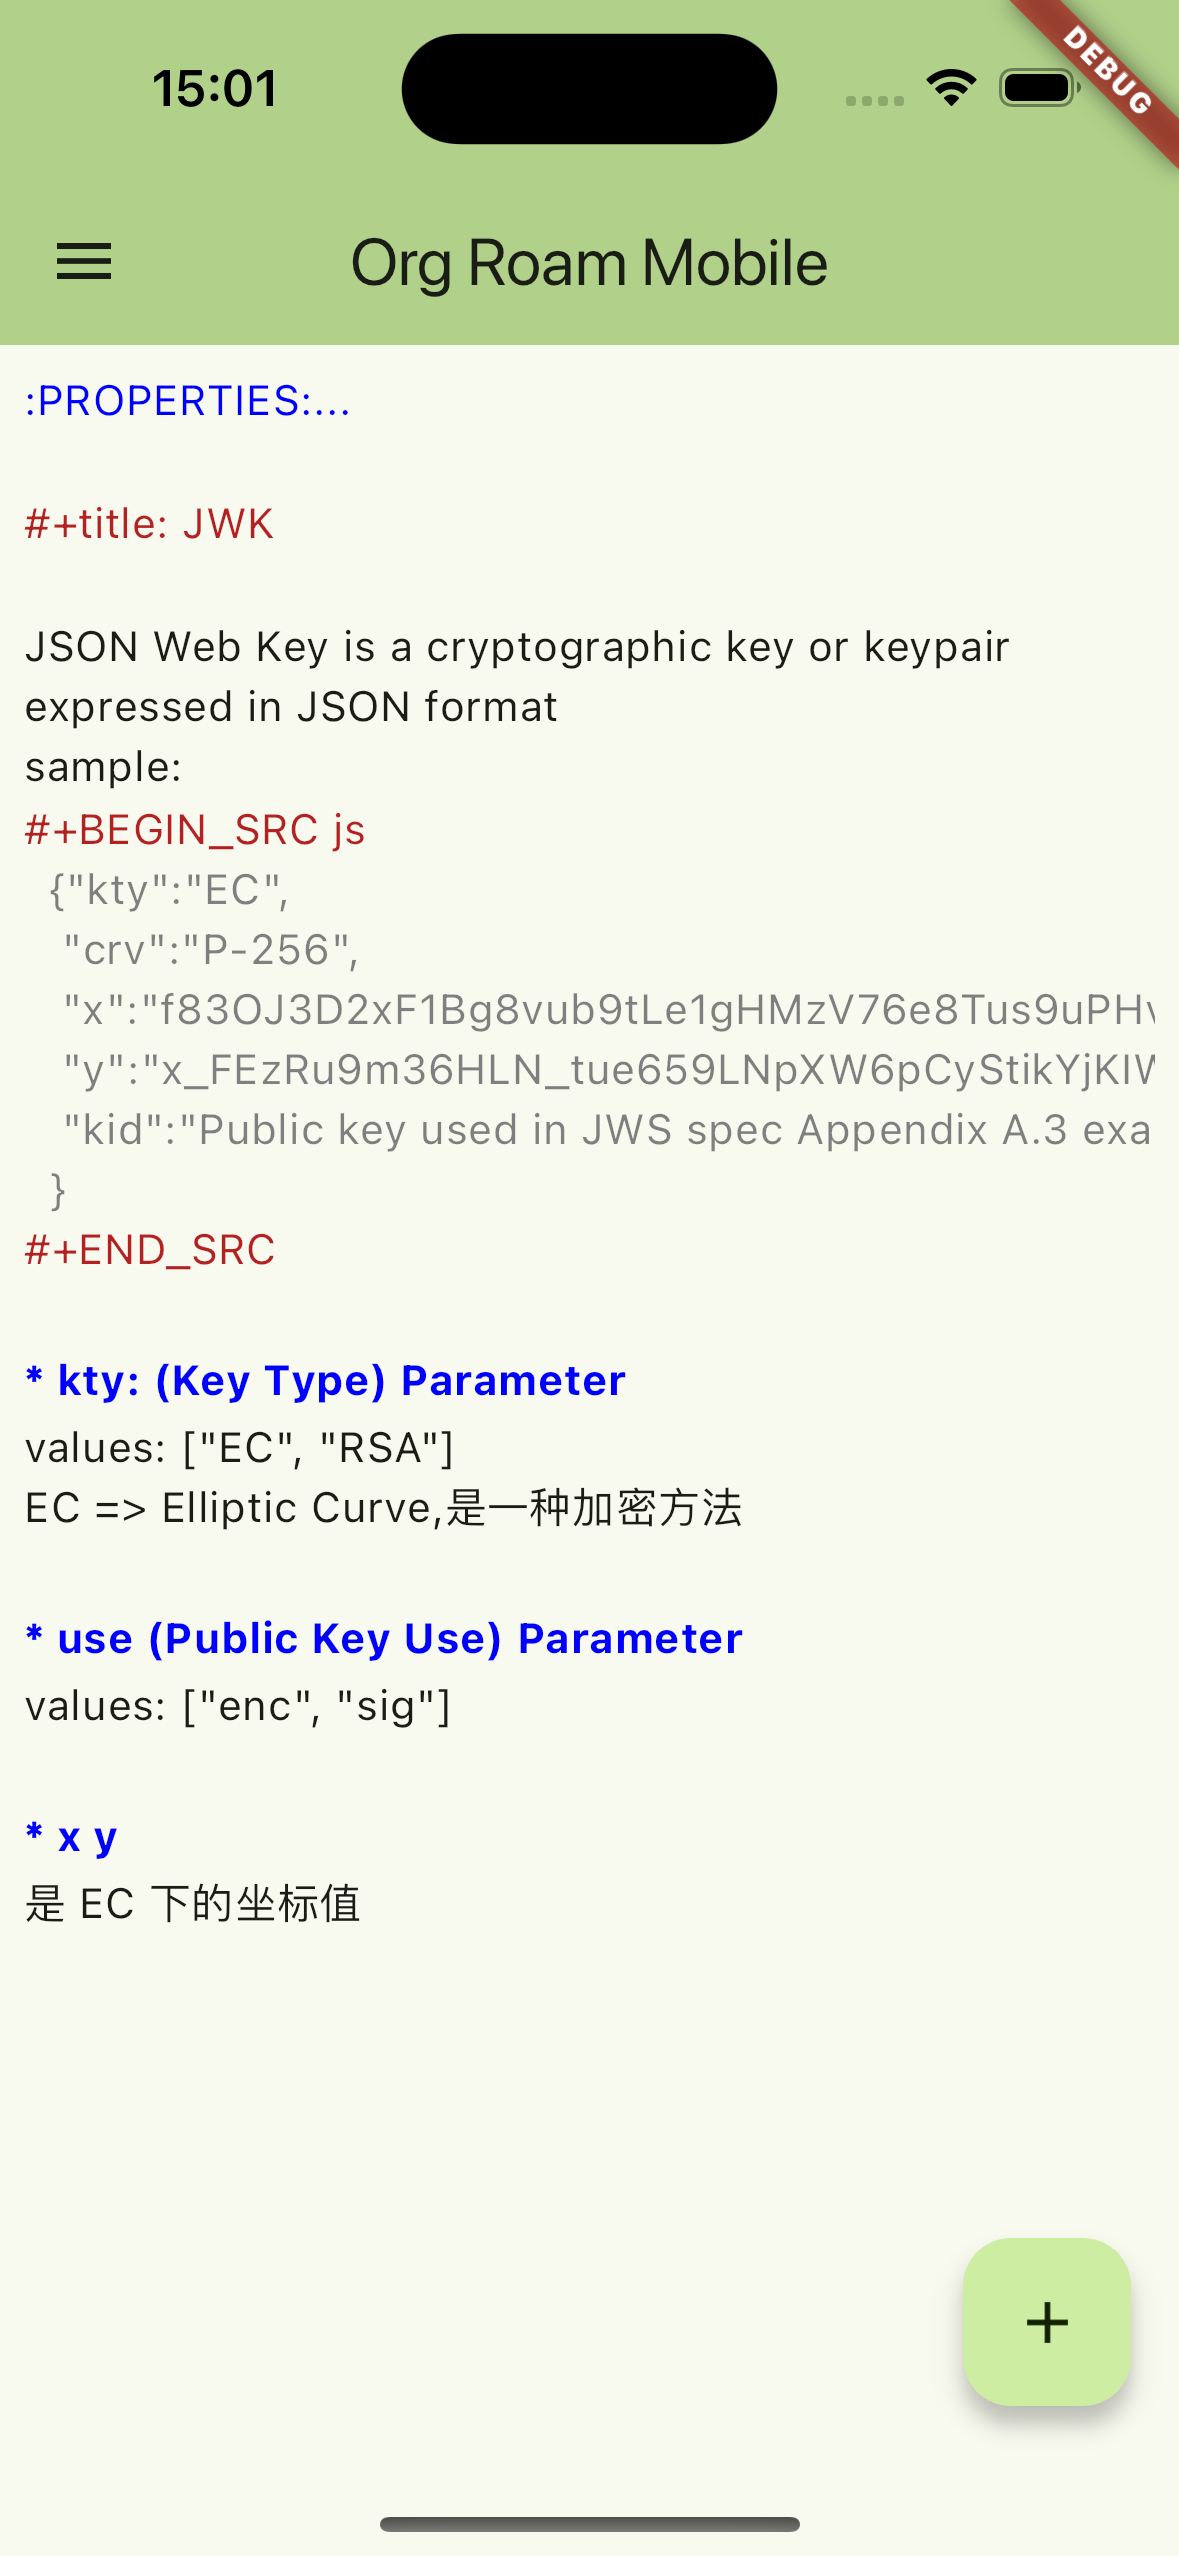 15:01
DEBUG
Org Roam Mobile
:PROPERTIES:...
#+title: JWK
JSON Web Key is a cryptographic key or keypair
expressed in JSON format
sample:
#+BEGIN_SRC js
{"kty":"EC",
"crv":"P-256",
"x":"f83OJ3D2xF1Bg8vub9tLe1gHMzV76e8Tus9uPHv
"y":"x_FEzRu9m36HLN_tue659LNpXW6pCyStikYjKIW
"kid":"Public key used in JWS spec Appendix A.3 exa
}
#+END_SRC
* kty: (Key Type) Parameter
values: ["EC", "RSA"]
EC => Elliptic Curve,是一种加密方法
* use (Public Key Use) Parameter
values: ["enc", "sig"]
* x y
是 EC 下的坐标值